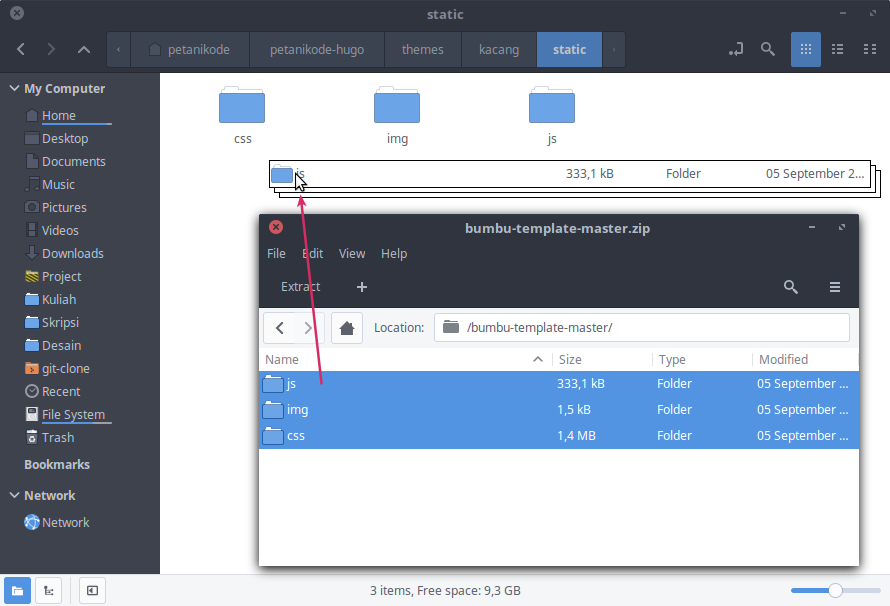 static
petanikode petanikode-hugo themes kacang static
My Computer
Home
Desktop
Documents
Music
Pictures
Videos
Downloads
Project
Kuliah
Skripsi
Desain
git-clone
Recent
File System
Trash
Bookmarks
Network
Network
css img js
js 333,1 kB Folder 05 September 2...
bumbu-template-master.zip
File Edit View Help
Extract
Location: /bumbu-template-master/
Name Size Type Modified
js 333,1 kB Folder 05 September ...
img 1,5 kB Folder 05 September ...
css 1,4 MB Folder 05 September ...
3 items, Free space: 9,3 GB